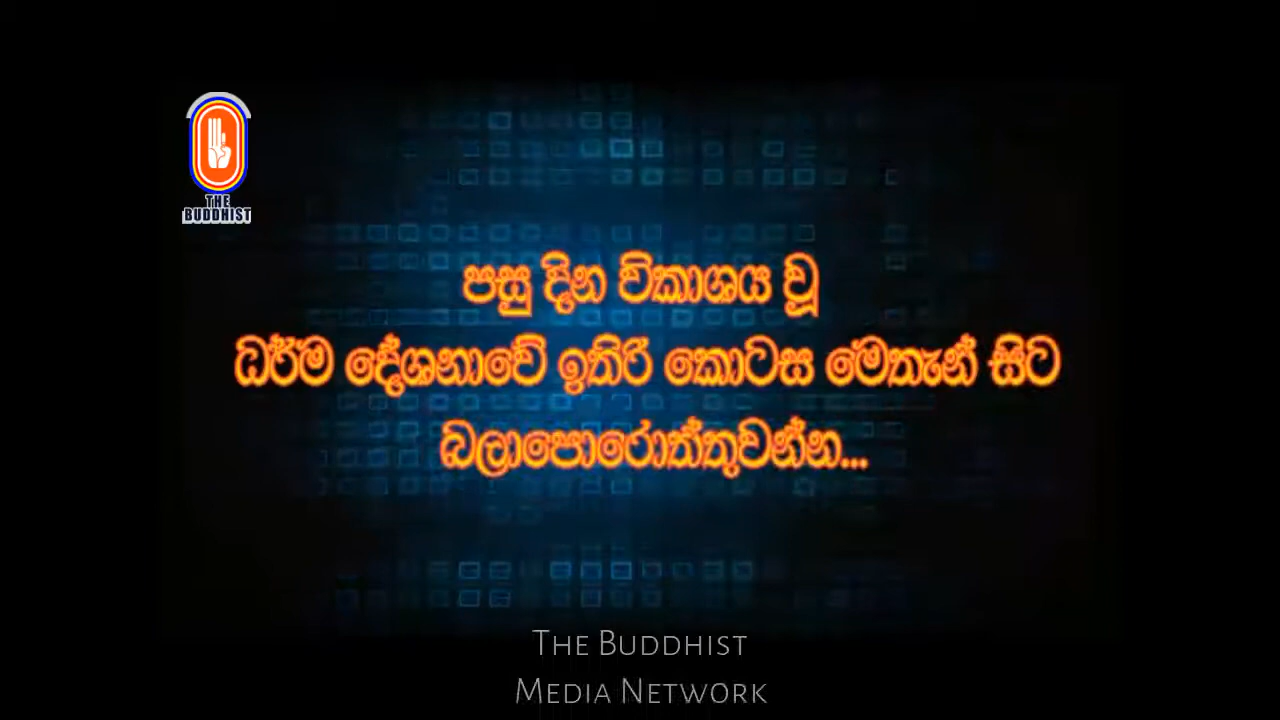 THE
BUDDHIST
පසු දින විකාශය වූ
ධර්ම දේශනාවේ ඉතිරි කොටස මෙතැන් සිට
බලාපොරොත්තුවන්න...
THE BUDDHIST
MEDIA NETWORK